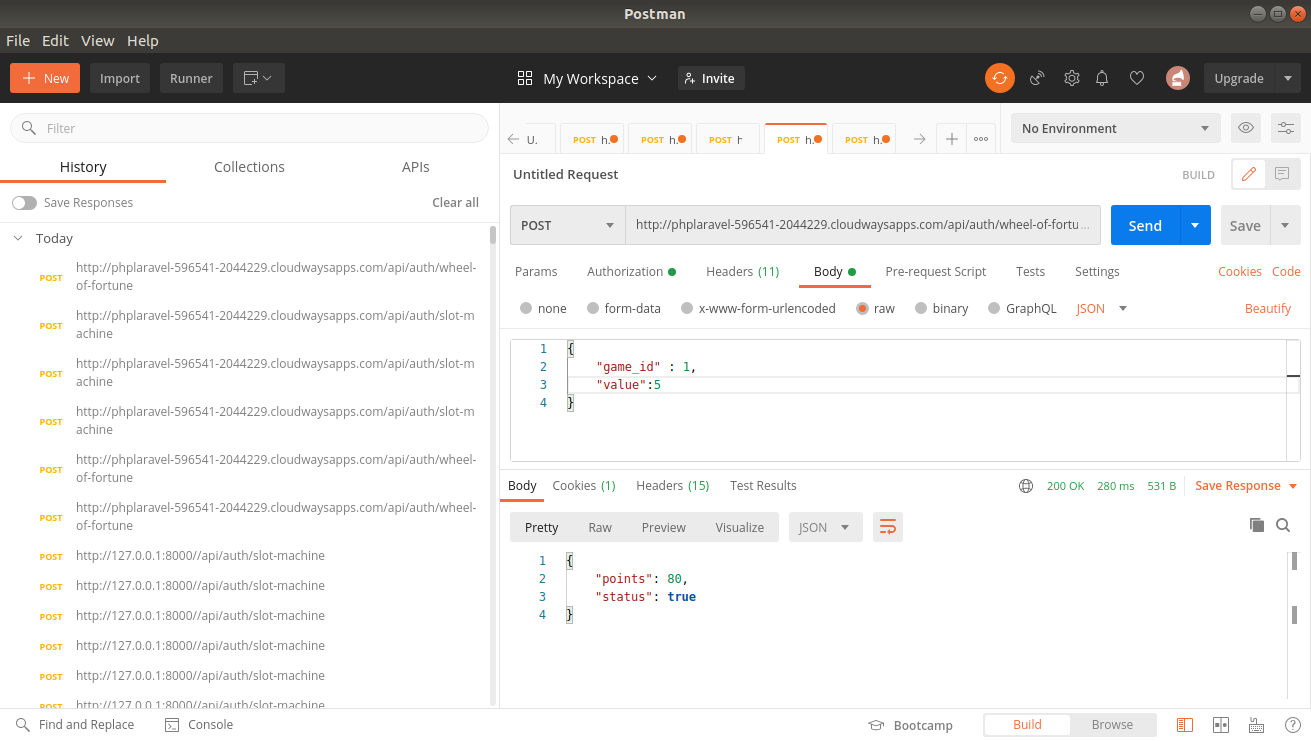 Postman
File Edit View Help
New Import Runner My Workspace Invite Upgrade
Filter
History Collections APIs
Save Responses Clear all
Today
POST http://phplaravel-596541-2044229.cloudwaysapps.com/api/auth/wheel-
of-fortune
POST http://phplaravel-596541-2044229.cloudwaysapps.com/api/auth/slot-m
achine
POST http://phplaravel-596541-2044229.cloudwaysapps.com/api/auth/slot-m
achine
POST http://phplaravel-596541-2044229.cloudwaysapps.com/api/auth/slot-m
achine
POST http://phplaravel-596541-2044229.cloudwaysapps.com/api/auth/wheel-
of-fortune
POST http://phplaravel-596541-2044229.cloudwaysapps.com/api/auth/wheel-
of-fortune
POST http://127.0.0.1:8000//api/auth/slot-machine
POST http://127.0.0.1:8000//api/auth/slot-machine
POST http://127.0.0.1:8000//api/auth/slot-machine
POST http://127.0.0.1:8000//api/auth/slot-machine
POST http://127.0.0.1:8000//api/auth/slot-machine
POST http://127.0.0.1:8000//api/auth/slot-machine
U. POST h. POST h. POST h POST h. POST h. No Environment
Untitled Request BUILD
POST http://phplaravel-596541-2044229.cloudwaysapps.com/api/auth/wheel-of-fortu... Send Save
Params Authorization Headers (11) Body Pre-request Script Tests Settings Cookies Code
none form-data x-www-form-urlencoded raw binary GraphQL JSON Beautify
1 {
2 "game_id" : 1,
3 "value":5
4 }
Body Cookies (1) Headers (15) Test Results 200 OK 280 ms 531 B Save Response
Pretty Raw Preview Visualize JSON
1 {
2 "points": 80,
3 "status": true
4 }
Find and Replace Console Bootcamp Build Browse